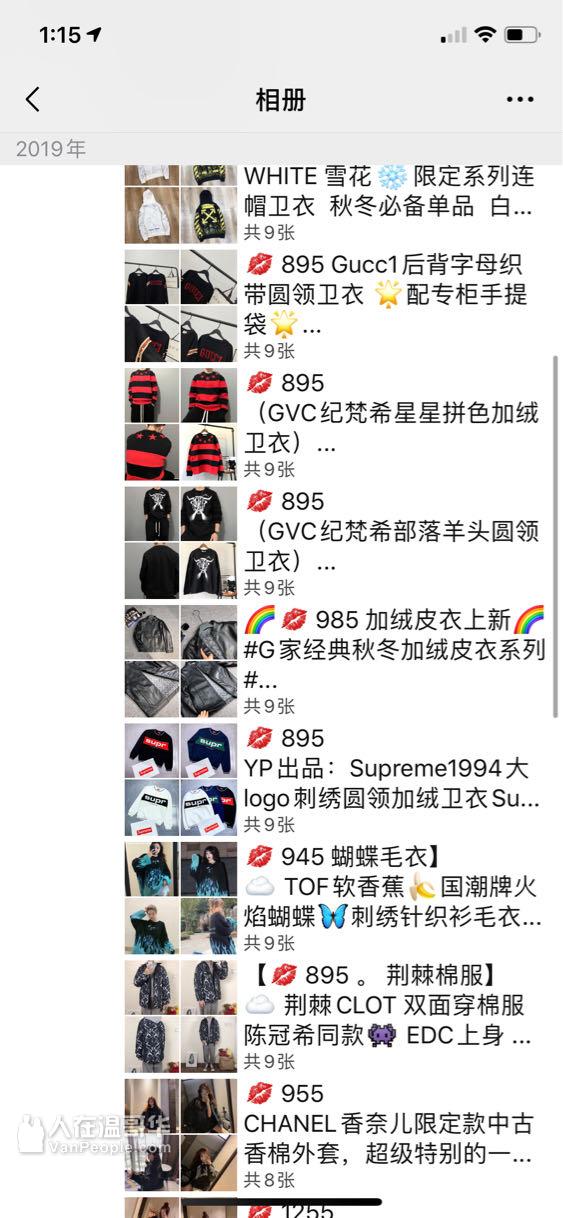 1:15
相册
2019年
WHITE 雪花❄️限定系列连
帽卫衣 秋冬必备单品 白...
共9张
💋 895 Gucc1后背字母织
带圆领卫衣 🌟配专柜手提
袋🌟...
共9张
💋 895
（GVC纪梵希星星拼色加绒
卫衣）...
共9张
💋 895
（GVC纪梵希部落羊头圆领
卫衣）...
共9张
🌈💋 985 加绒皮衣上新🌈
#G家经典秋冬加绒皮衣系列
#...
共9张
supr
💋 895
YP出品：Supreme1994大
logo刺绣圆领加绒卫衣Su...
共9张
💋 945 蝴蝶毛衣】
☁️ TOF软香蕉🍌国潮牌火
焰蝴蝶🦋刺绣针织衫毛衣...
共9张
【💋 895 。 荆棘棉服】
☁️ 荆棘CLOT 双面穿棉服
陈冠希同款👾 EDC上身 ...
共9张
💋 955
CHANEL香奈儿限定款中古
香棉外套，超级特别的一...
共8张
💋 1255
人在温哥华
VanPeople.com